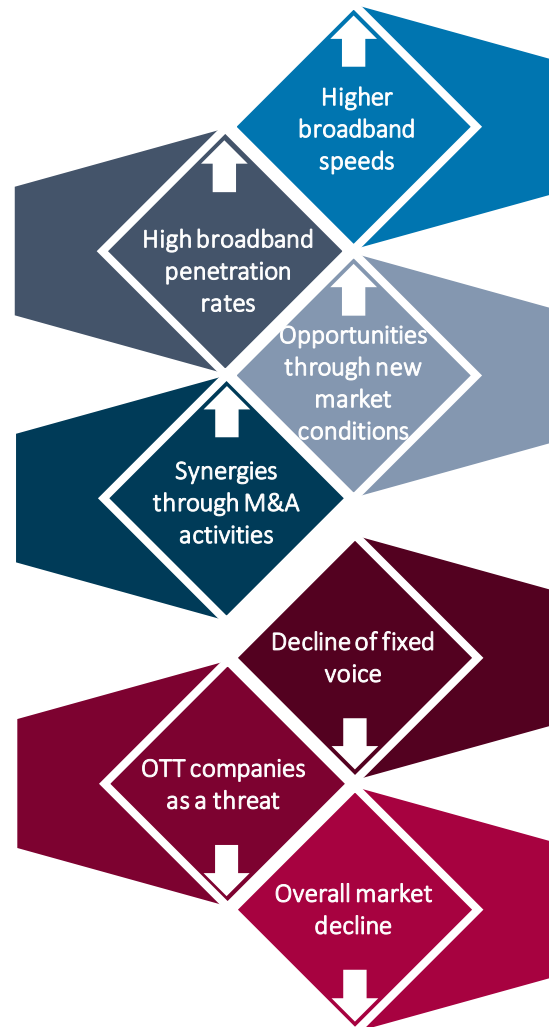 Higher
broadband
speeds
High broadband
penetration
rates
Opportunities
through new
market
conditions
Synergies
through M&A
activities
Decline of fixed
voice
OTT companies
as a threat
Overall market
decline